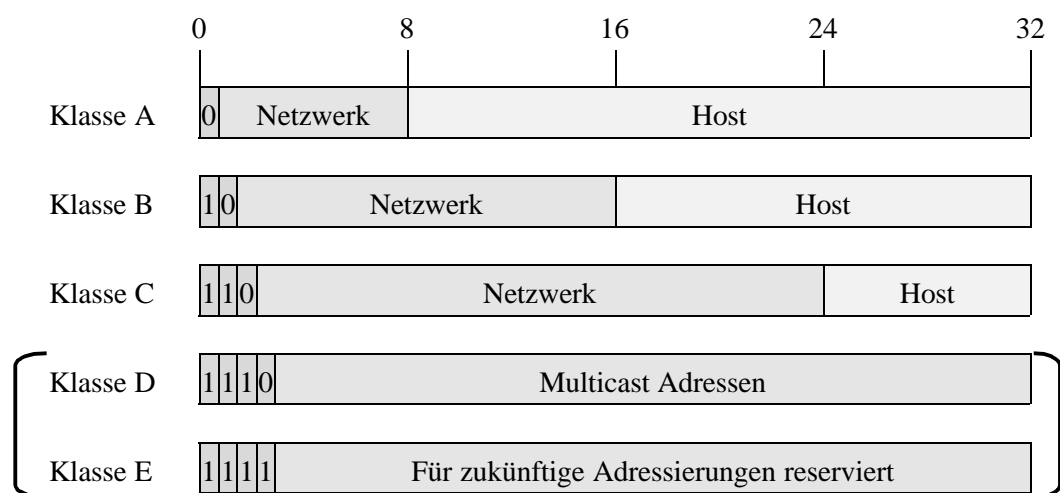 0 8 16 24 32
Klasse A 0 Netzwerk Host
Klasse B 1 0 Netzwerk Host
Klasse C 1 1 0 Netzwerk Host
Klasse D 1 1 1 0 Multicast Adressen
Klasse E 1 1 1 1 Für zukünftige Adressierungen reserviert